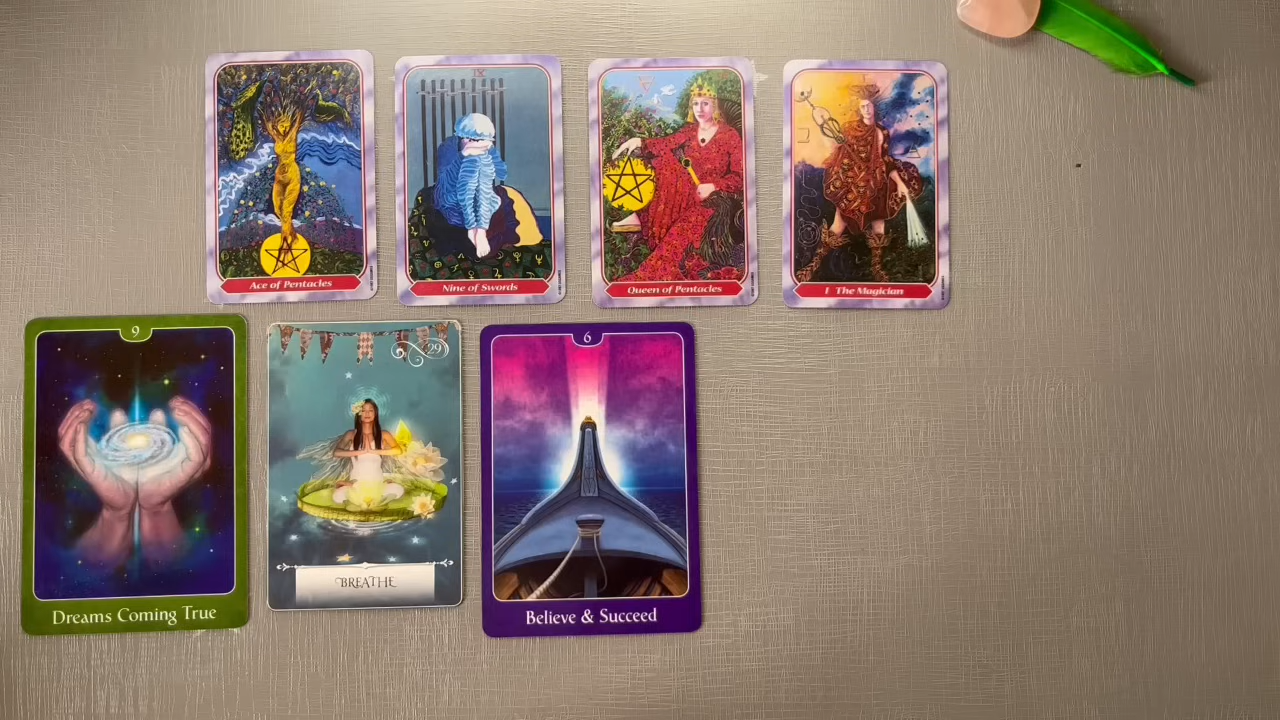 Ace of Pentacles
IX
Nine of Swords
Queen of Pentacles
I
I The Magician
9
Dreams Coming True
29
BREATHE
6
Believe & Succeed